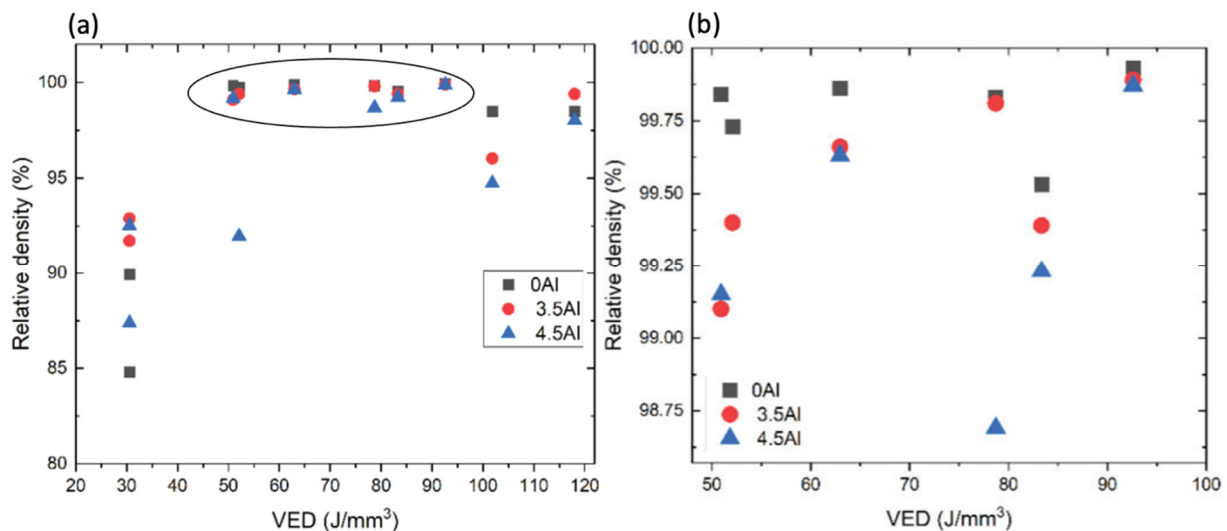 (a)
100
95
90
85
80
Relative density (%)
20 30 40 50 60 70 80 90 100 110 120
VED (J/mm³)
0Al
3.5Al
4.5Al
(b)
100.00
99.75
99.50
99.25
99.00
98.75
Relative density (%)
50 60 70 80 90 100
VED (J/mm³)
0Al
3.5Al
4.5Al